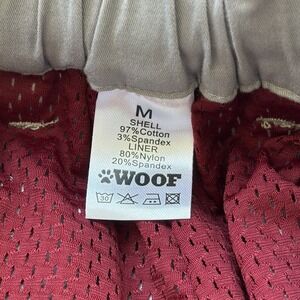 M
SHELL
97%Cotton
3%Spandex
LINER
80%Nylon
20%Spandex
WOOF
30